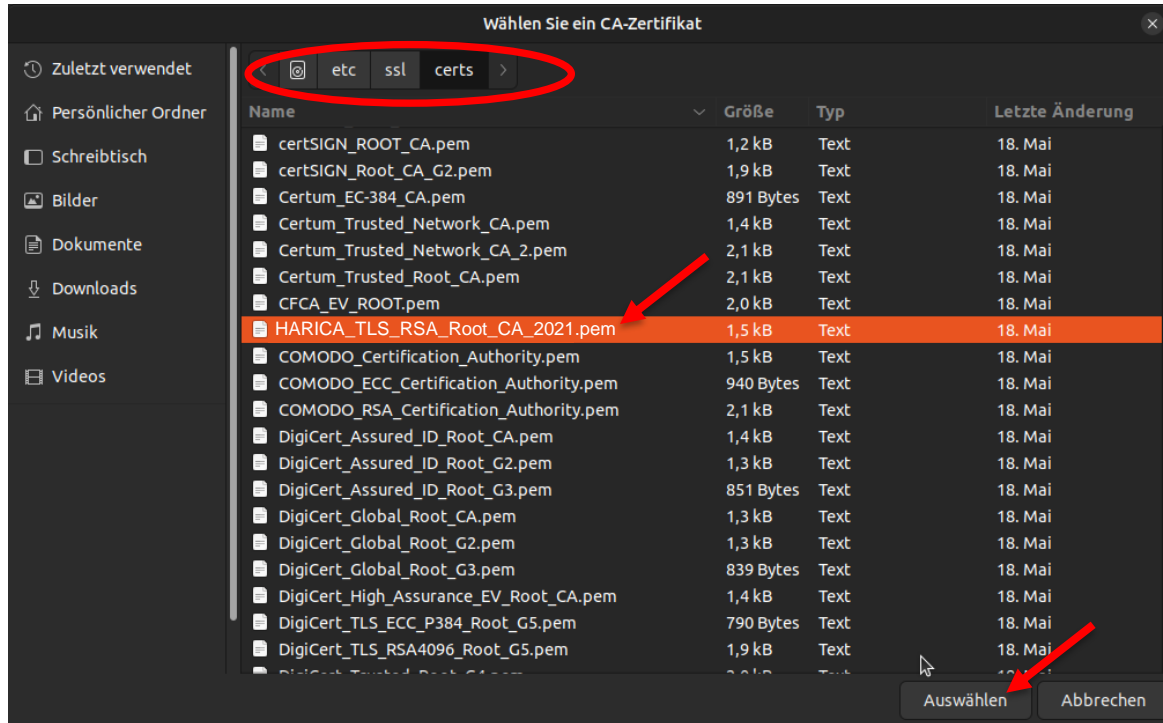 Wählen Sie ein CA-Zertifikat
Zuletzt verwendet
Persönlicher Ordner
Schreibtisch
Bilder
Dokumente
Downloads
Musik
Videos
etc ssl certs
Name Größe Typ Letzte Änderung
certSIGN_ROOT_CA.pem 1,2 kB Text 18. Mai
certSIGN_Root_CA_G2.pem 1,9 kB Text 18. Mai
Certum_EC-384_CA.pem 891 Bytes Text 18. Mai
Certum_Trusted_Network_CA.pem 1,4 kB Text 18. Mai
Certum_Trusted_Network_CA_2.pem 2,1 kB Text 18. Mai
Certum_Trusted_Root_CA.pem 2,1 kB Text 18. Mai
CFCA_EV_ROOT.pem 2,0 kB Text 18. Mai
HARICA_TLS_RSA_Root_CA_2021.pem 1,5 kB Text 18. Mai
COMODO_Certification_Authority.pem 1,5 kB Text 18. Mai
COMODO_ECC_Certification_Authority.pem 940 Bytes Text 18. Mai
COMODO_RSA_Certification_Authority.pem 2,1 kB Text 18. Mai
DigiCert_Assured_ID_Root_CA.pem 1,4 kB Text 18. Mai
DigiCert_Assured_ID_Root_G2.pem 1,3 kB Text 18. Mai
DigiCert_Assured_ID_Root_G3.pem 851 Bytes Text 18. Mai
DigiCert_Global_Root_CA.pem 1,3 kB Text 18. Mai
DigiCert_Global_Root_G2.pem 1,3 kB Text 18. Mai
DigiCert_Global_Root_G3.pem 839 Bytes Text 18. Mai
DigiCert_High_Assurance_EV_Root_CA.pem 1,4 kB Text 18. Mai
DigiCert_TLS_ECC_P384_Root_G5.pem 790 Bytes Text 18. Mai
DigiCert_TLS_RSA4096_Root_G5.pem 1,9 kB Text 18. Mai
Auswählen Abbrechen